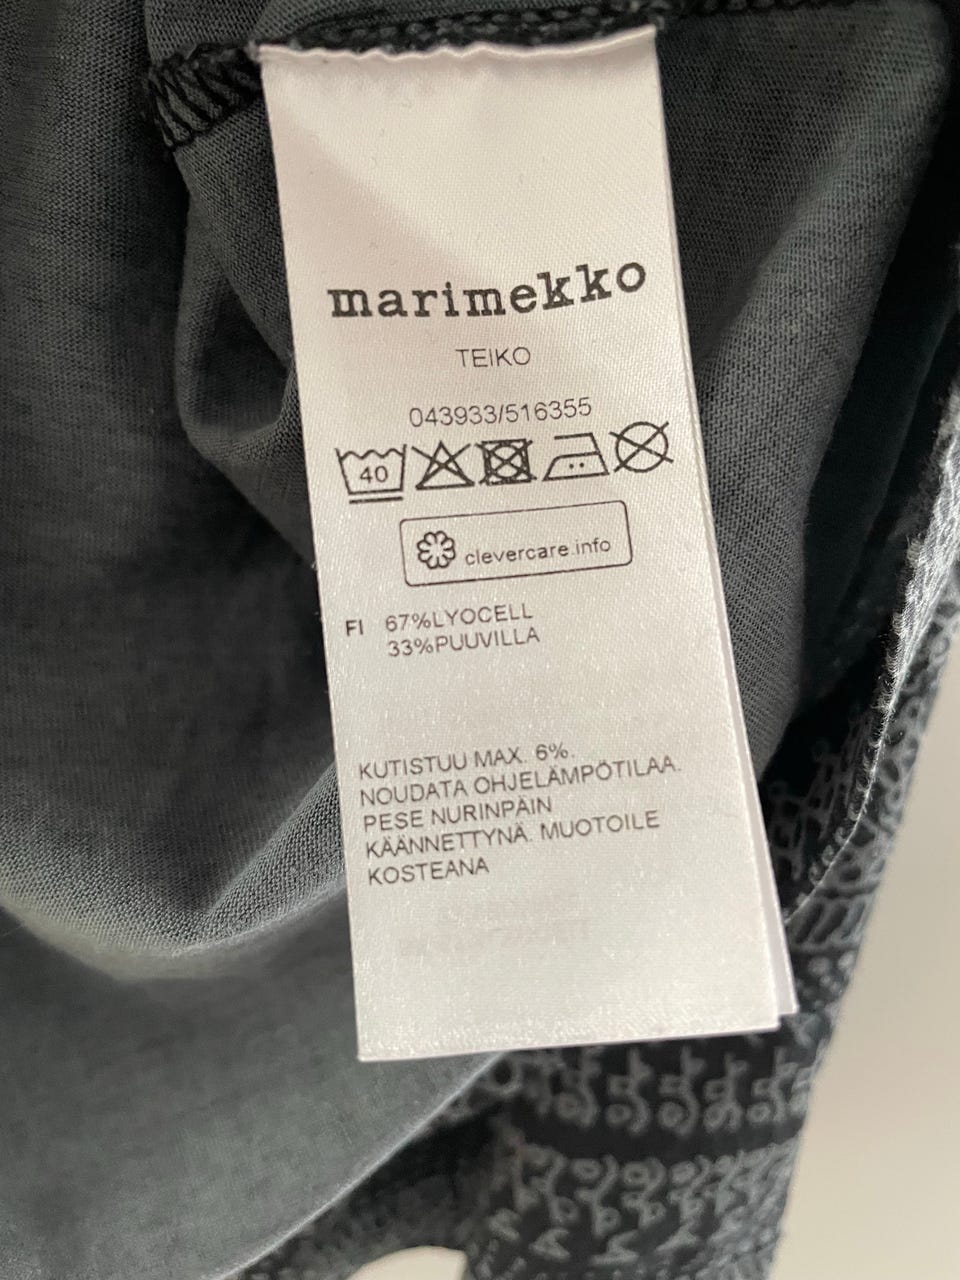 marimekko
TEIKO
043933/516355
40
clevercare.info
FI 67%LYOCELL
33%PUUVILLA
KUTISTUU MAX. 6%.
NOUDATA OHJELÄMPÖTILAA.
PESE NURINPÄIN
KÄÄNNETTYNÄ. MUOTOILE
KOSTEANA